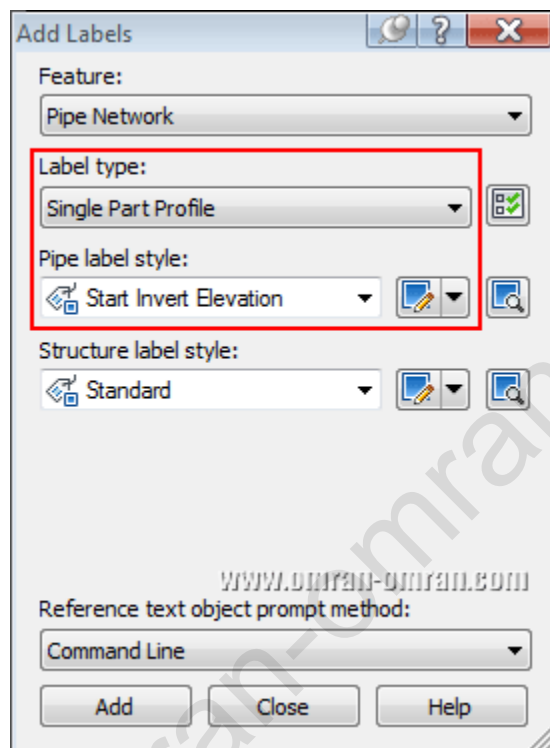 Add Labels
Feature:
Pipe Network
Label type:
Single Part Profile
Pipe label style:
Start Invert Elevation
Structure label style:
Standard
www.omran-omran.com
Reference text object prompt method:
Command Line
Add Close Help